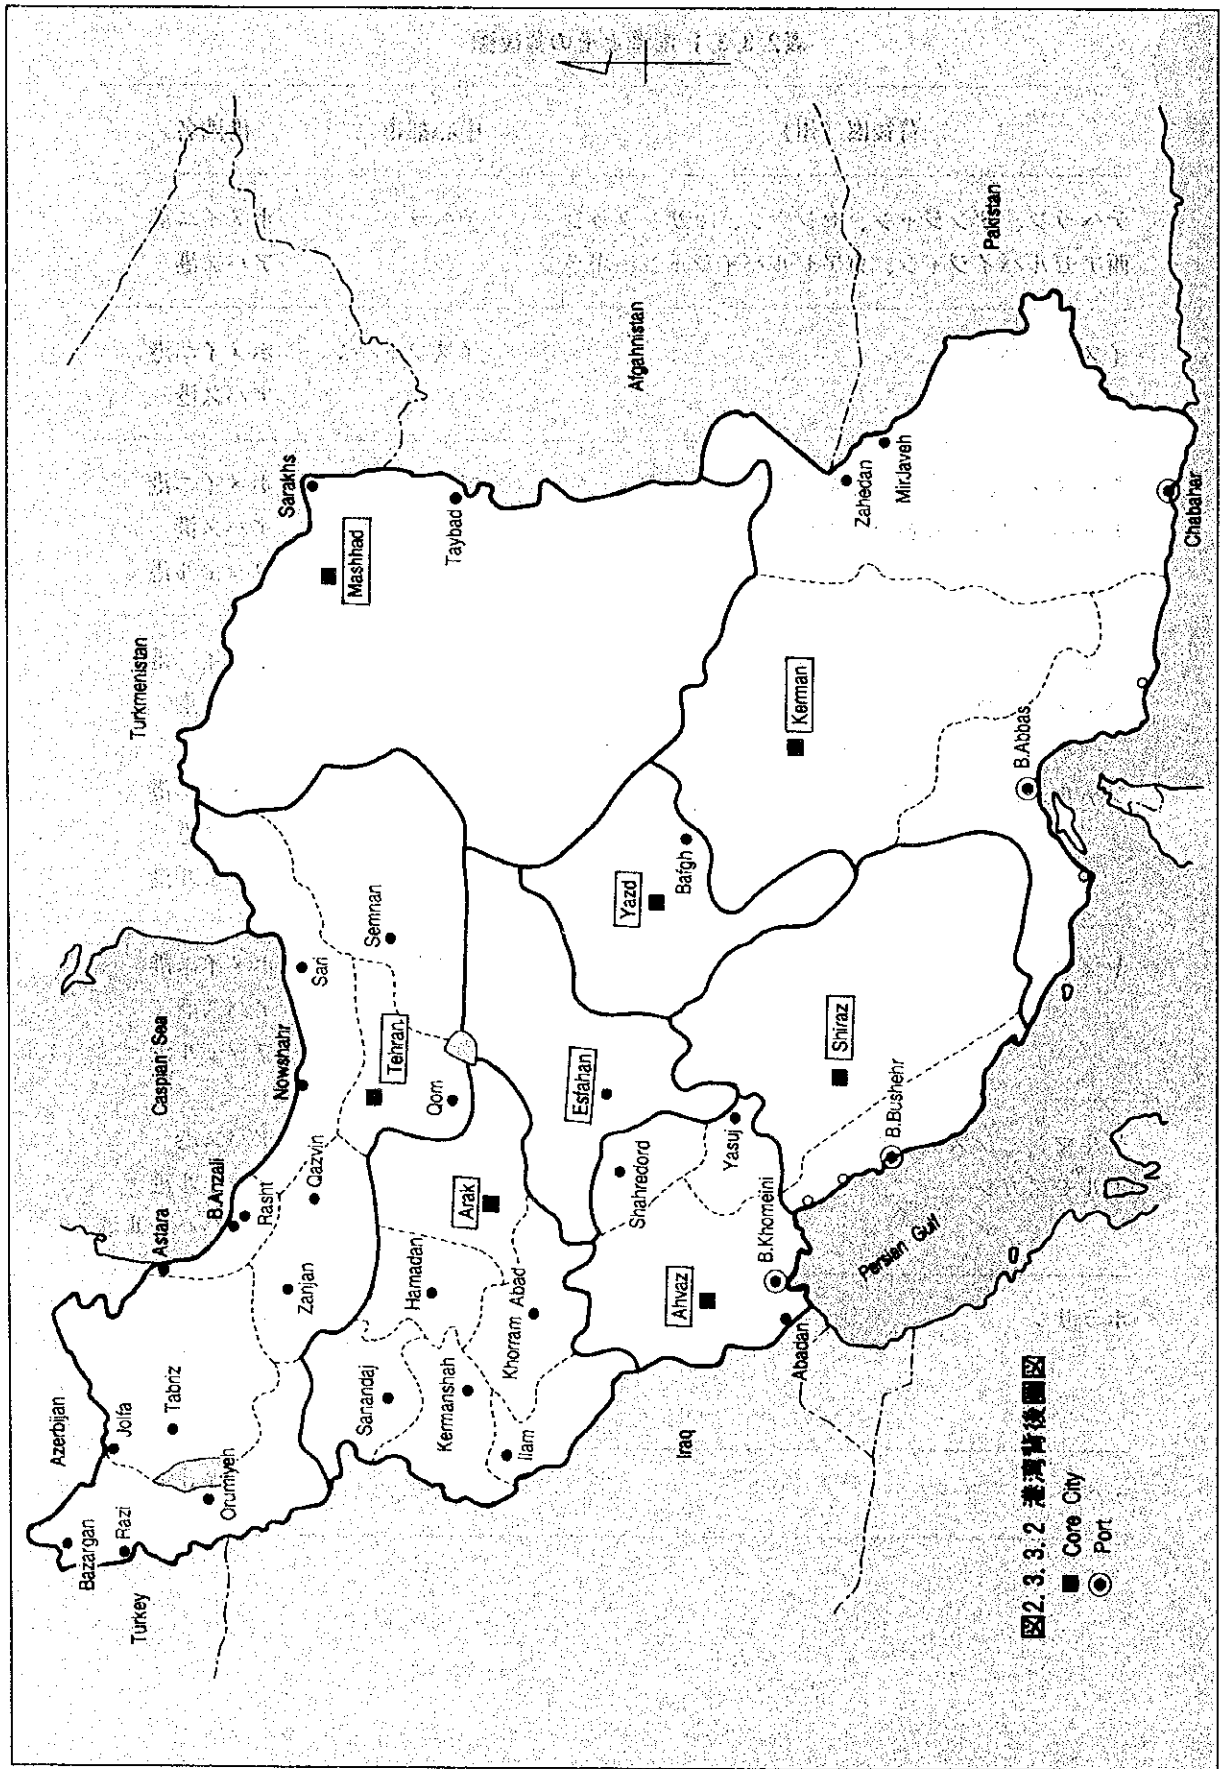 Azerbijan
Bazargan
Jolfa
Razi
Tabriz
Turkey
Orumiyeh
Astara
Caspian Sea
B.Anzali
Rasht
Nowshahr
Qazvin
Zanjan
Sari
Semnan
Tehran
Qom
Turkmenistan
Sarakhs
Mashhad
Taybad
Sanandaj
Hamadan
Kermanshah
Arak
Khorram Abad
Ilam
Iraq
Esfahan
Shahredord
Yasuj
Yazd
Bafgh
Afgahnistan
Ahvaz
B.Khomeini
Abadan
Shiraz
B.Bushehr
Kerman
Zahedan
MirJaveh
Pakistan
B.Abbas
Chabahar
Persian Gulf
図2.3.3.2 港湾背後圏図
Core City
Port